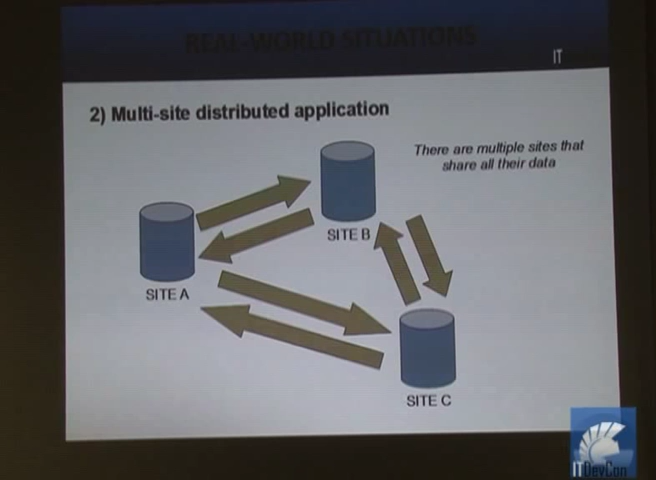 REAL-WORLD SITUATIONS
IT
2) Multi-site distributed application
There are multiple sites that
share all their data
SITE B
SITE A
SITE C
ITDevCon